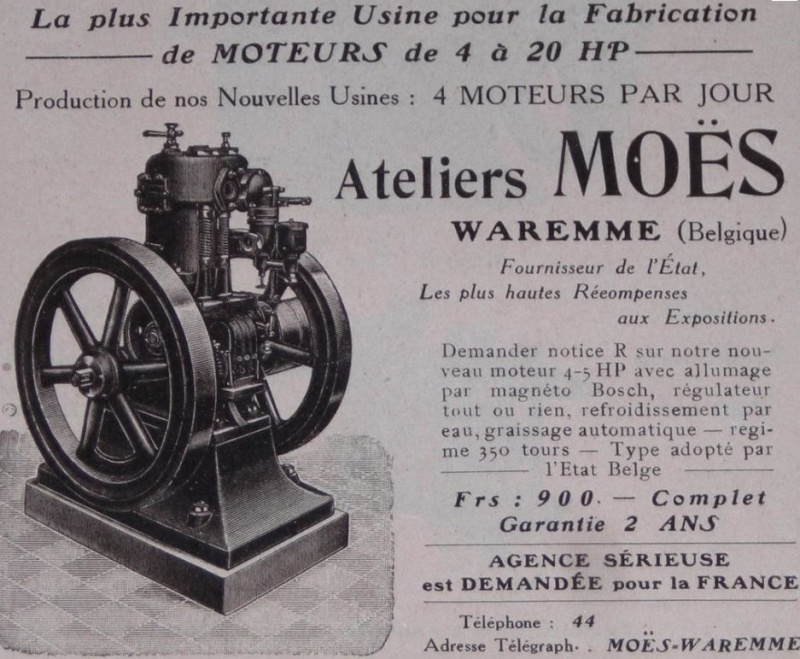 La plus Importante Usine pour la Fabrication
de MOTEURS de 4 à 20 HP
Production de nos Nouvelles Usines : 4 MOTEURS PAR JOUR
Ateliers MOËS
WAREMME (Belgique)
Fournisseur de l'État,
Les plus hautes Réeompenses
aux Expositions.
Demander notice R sur notre nou-
veau moteur 4-5 HP avec allumage
par magnéto Bosch, régulateur
tout ou rien, refroidissement par
eau, graissage automatique — regi-
me 350 tours — Type adopté par
l'Etat Belge
Frs : 900. — Complet
Garantie 2 ANS
AGENCE SÉRIEUSE
est DEMANDÉE pour la FRANCE
Téléphone : 44
Adresse Télégraph. . MOËS-WAREMME